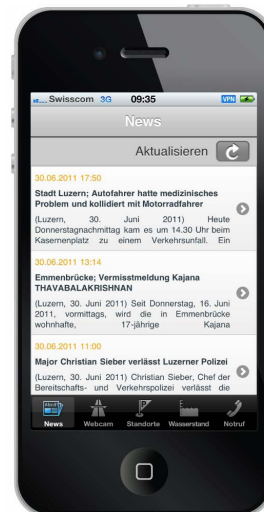 Swisscom 3G 09:35 VPN
News
Aktualisieren
30.06.2011 17:50
Stadt Luzern; Autofahrer hatte medizinisches
Problem und kollidiert mit Motorradfahrer
(Luzern, 30. Juni 2011) Heute
Donnerstagnachmittag kam es um 14.30 Uhr beim
Kasernenplatz zu einem Verkehrsunfall. Ein
30.06.2011 13:14
Emmenbrücke; Vermisstmeldung Kajana
THAVABALAKRISHNAN
(Luzern, 30. Juni 2011) Seit Donnerstag, 16. Juni
2011, vormittags, wird die in Emmenbrücke
wohnhafte, 17-jährige Kajana
30.06.2011 11:00
Major Christian Sieber verlässt Luzerner Polizei
(Luzern, 30. Juni 2011) Christian Sieber, Chef der
Bereitschafts- und Verkehrspolizei verlässt die
News Webcam Standorte Wasserstand Notruf